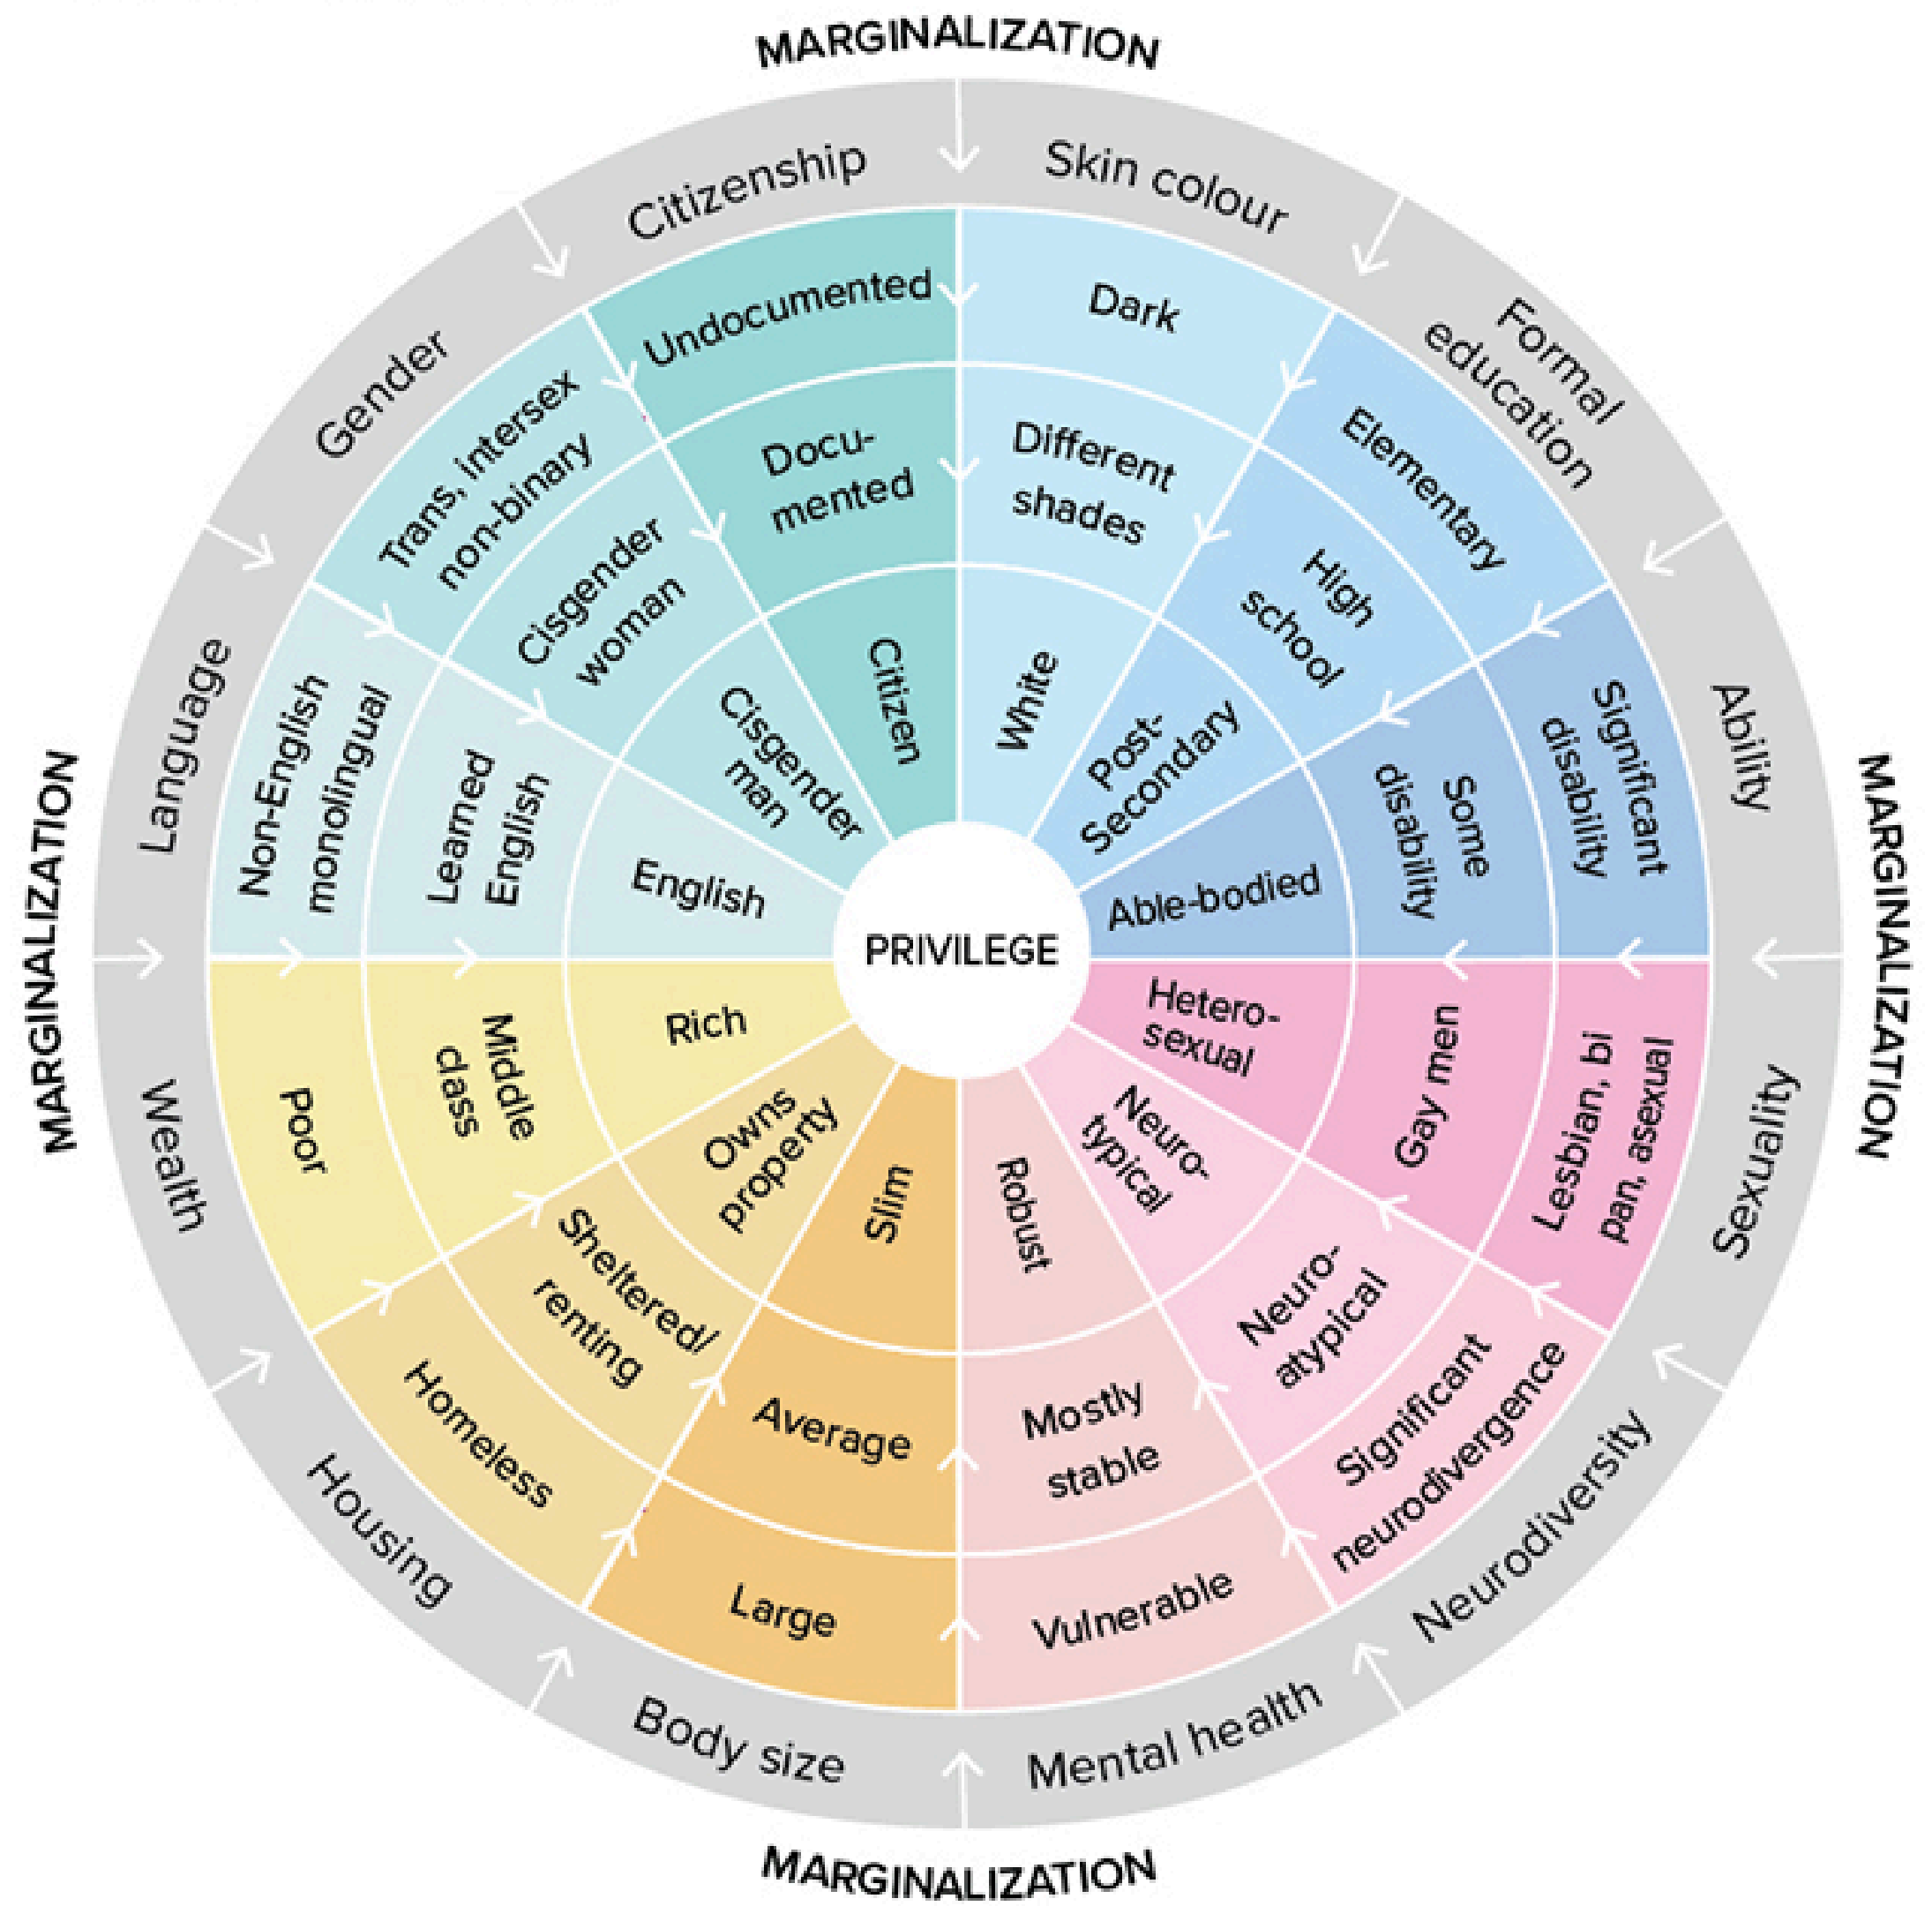 MARGINALIZATION
Citizenship
Undocumented
Docu-
mented
Citizen
Skin colour
Dark
Different
shades
White
Formal
education
Elementary
High
school
Post-
Secondary
Ability
Significant
disability
Some
disability
Able-bodied
MARGINALIZATION
Sexuality
Lesbian, bi
pan, asexual
Gay men
Hetero-
sexual
Neurodiversity
Significant
neurodivergence
Neuro-
atypical
Neuro-
typical
Mental health
Vulnerable
Mostly
stable
Robust
MARGINALIZATION
Body size
Large
Average
Slim
Housing
Homeless
Sheltered/
renting
Owns
property
Wealth
Poor
Middle
class
Rich
MARGINALIZATION
Language
Non-English
monolingual
Learned
English
English
Gender
Trans, intersex
non-binary
Cisgender
woman
Cisgender
man
PRIVILEGE